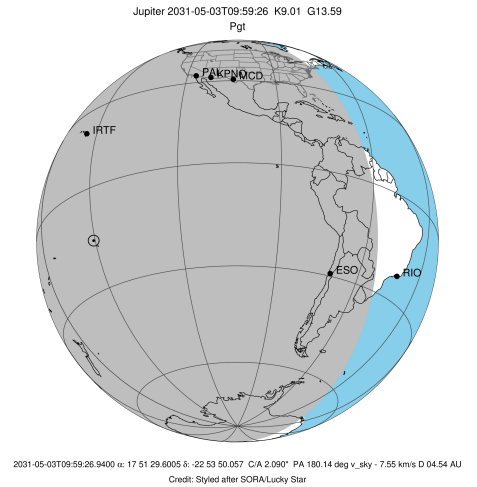 Jupiter 2031-05-03T09:59:26 K9.01 G13.59
Pgt
PAL KPNO MCD
IRTF
ESO
RIO
2031-05-03T09:59:26.9400 α: 17 51 29.6005 δ: -22 53 50.057 C/A 2.090" PA 180.14 deg v_sky - 7.55 km/s D 04.54 AU
Credit: Styled after SORA/Lucky Star